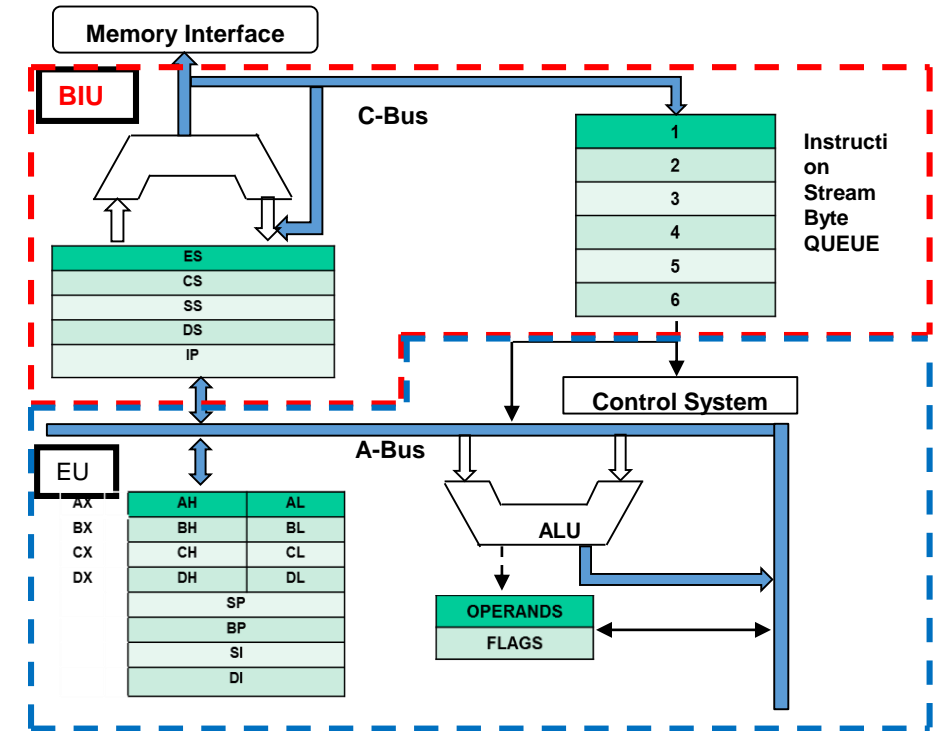 Memory Interface
BIU
C-Bus
1
2
3
4
5
6
Instructi
on
Stream
Byte
QUEUE
ES
CS
SS
DS
IP
Control System
A-Bus
EU
AX AH AL
BX BH BL
CX CH CL
DX DH DL
SP
BP
SI
DI
ALU
OPERANDS
FLAGS